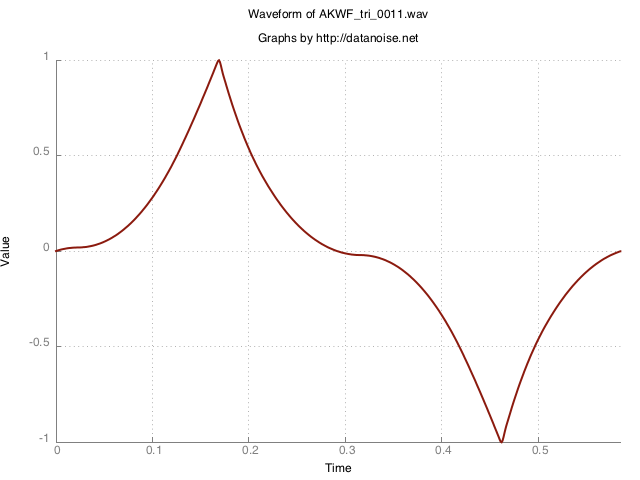 Waveform of AKWF_tri_0011.wav
Graphs by http://datanoise.net
1
0.5
0
-0.5
-1
Value
0 0.1 0.2 0.3 0.4 0.5
Time